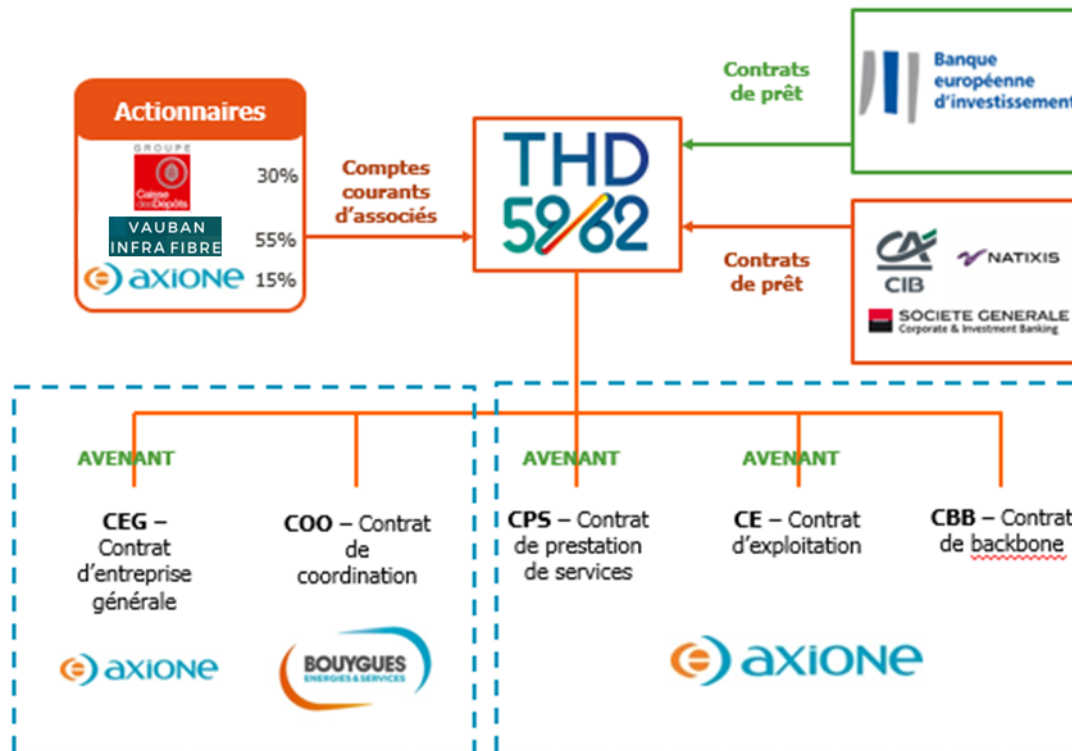 Actionnaires
GROUPE
Caisse
des Dépôts
30%
VAUBAN
INFRA FIBRE
55%
axione
15%
Comptes
courants
d'associés
THD
59/62
Contrats
de prêt
Banque
européenne
d'investissement
Contrats
de prêt
CA
CIB
NATIXIS
SOCIETE GENERALE
Corporate & Investment Banking
AVENANT
CEG – 
Contrat
d'entreprise
générale
axione
COO – Contrat
de
coordination
BOUYGUES
ENERGIES & SERVICES
AVENANT
CPS – Contrat
de prestation
de services
AVENANT
CE – Contrat
d'exploitation
CBB – Contrat
de backbone
axione